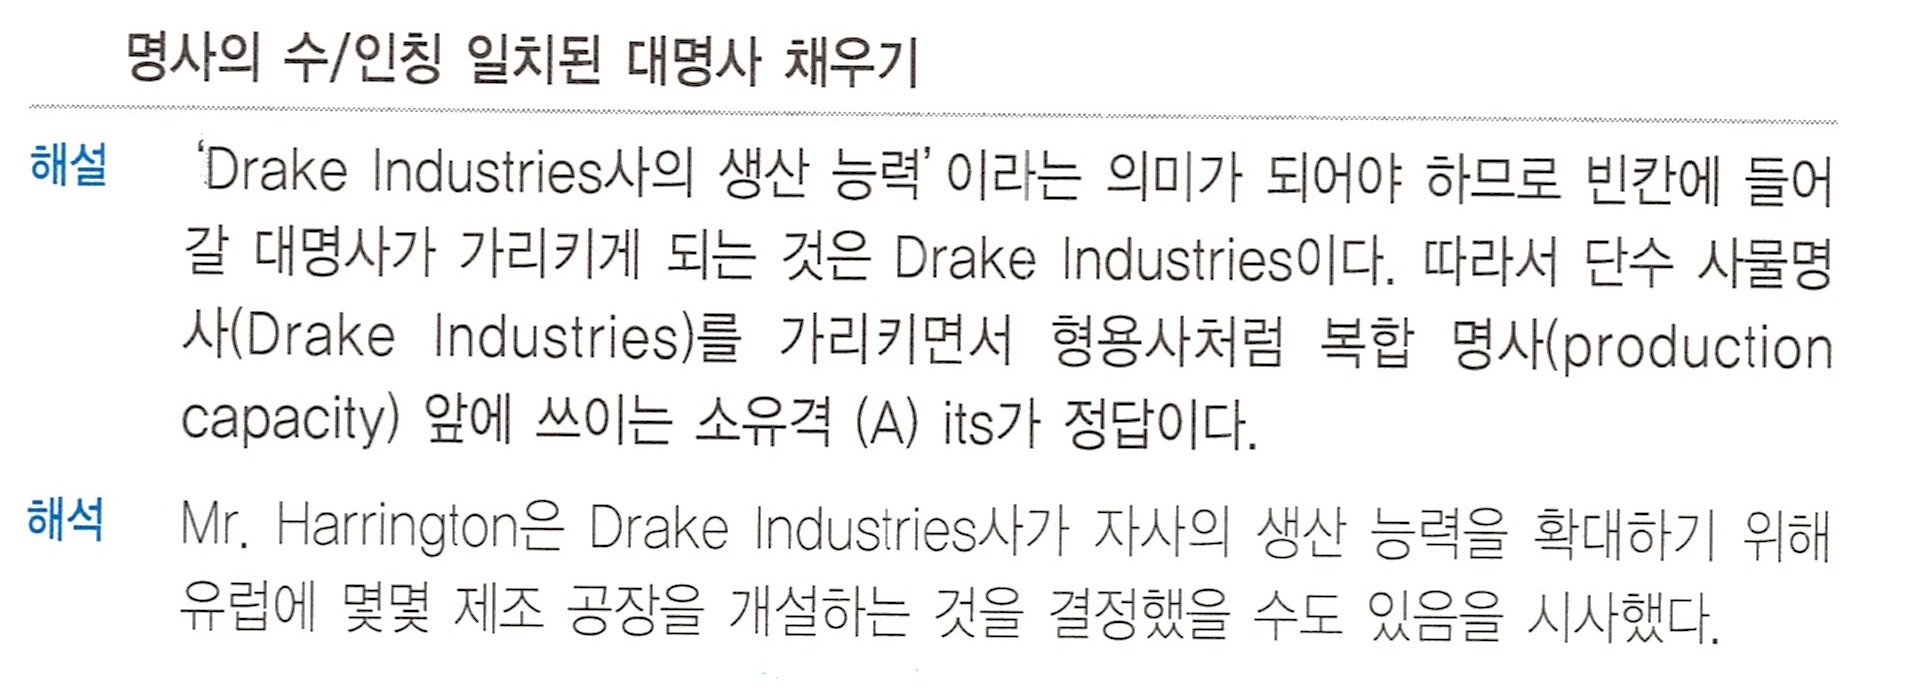 명사의 수/인칭 일치된 대명사 채우기
해설 ‘Drake Industries사의 생산 능력’이라는 의미가 되어야 하므로 빈칸에 들어
갈 대명사가 가리키게 되는 것은 Drake Industries이다. 따라서 단수 사물명
사(Drake Industries)를 가리키면서 형용사처럼 복합 명사(production
capacity) 앞에 쓰이는 소유격 (A) its가 정답이다.
해석 Mr. Harrington은 Drake Industries사가 자사의 생산 능력을 확대하기 위해
유럽에 몇몇 제조 공장을 개설하는 것을 결정했을 수도 있음을 시사했다.